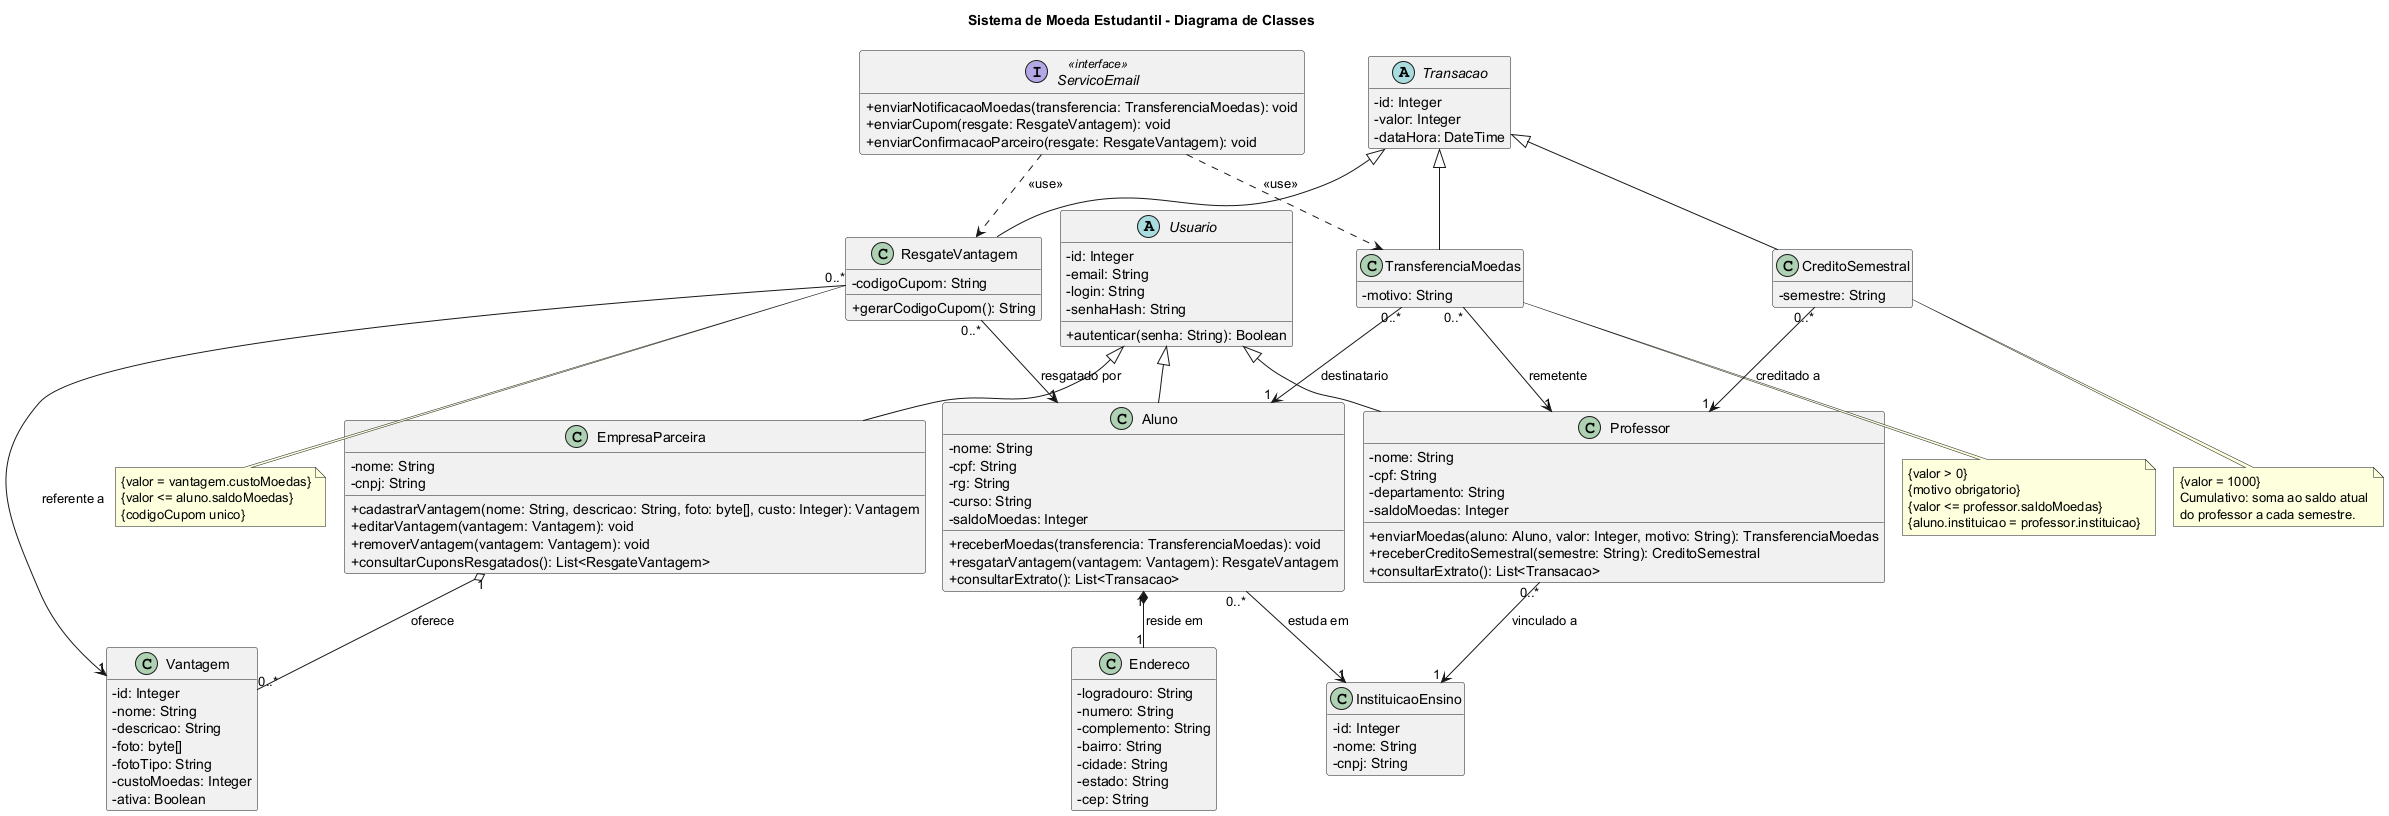 Sistema de Moeda Estudantil - Diagrama de Classes
«interface»
ServicoEmail
+enviarNotificacaoMoedas(transferencia: TransferenciaMoedas): void
+enviarCupom(resgate: ResgateVantagem): void
+enviarConfirmacaoParceiro(resgate: ResgateVantagem): void
Transacao
-id: Integer
-valor: Integer
-dataHora: DateTime
«use»
«use»
ResgateVantagem
-codigoCupom: String
+gerarCodigoCupom(): String
Usuario
-id: Integer
-email: String
-login: String
-senhaHash: String
+autenticar(senha: String): Boolean
TransferenciaMoedas
-motivo: String
CreditoSemestral
-semestre: String
0..*
0..*
0..*
0..*
0..*
resgatado por
destinatario
remetente
creditado a
1
1
1
1
referente a
{valor = vantagem.custoMoedas}
{valor <= aluno.saldoMoedas}
{codigoCupom unico}
EmpresaParceira
-nome: String
-cnpj: String
+cadastrarVantagem(nome: String, descricao: String, foto: byte[], custo: Integer): Vantagem
+editarVantagem(vantagem: Vantagem): void
+removerVantagem(vantagem: Vantagem): void
+consultarCuponsResgatados(): List<ResgateVantagem>
Aluno
-nome: String
-cpf: String
-rg: String
-curso: String
-saldoMoedas: Integer
+receberMoedas(transferencia: TransferenciaMoedas): void
+resgatarVantagem(vantagem: Vantagem): ResgateVantagem
+consultarExtrato(): List<Transacao>
Professor
-nome: String
-cpf: String
-departamento: String
-saldoMoedas: Integer
+enviarMoedas(aluno: Aluno, valor: Integer, motivo: String): TransferenciaMoedas
+receberCreditoSemestral(semestre: String): CreditoSemestral
+consultarExtrato(): List<Transacao>
{valor > 0}
{motivo obrigatorio}
{valor <= professor.saldoMoedas}
{aluno.instituicao = professor.instituicao}
{valor = 1000}
Cumulativo: soma ao saldo atual
do professor a cada semestre.
1
1
0..*
0..*
oferece
reside em
estuda em
vinculado a
1
0..*
1
1
1
Vantagem
-id: Integer
-nome: String
-descricao: String
-foto: byte[]
-fotoTipo: String
-custoMoedas: Integer
-ativa: Boolean
Endereco
-logradouro: String
-numero: String
-complemento: String
-bairro: String
-cidade: String
-estado: String
-cep: String
InstituicaoEnsino
-id: Integer
-nome: String
-cnpj: String